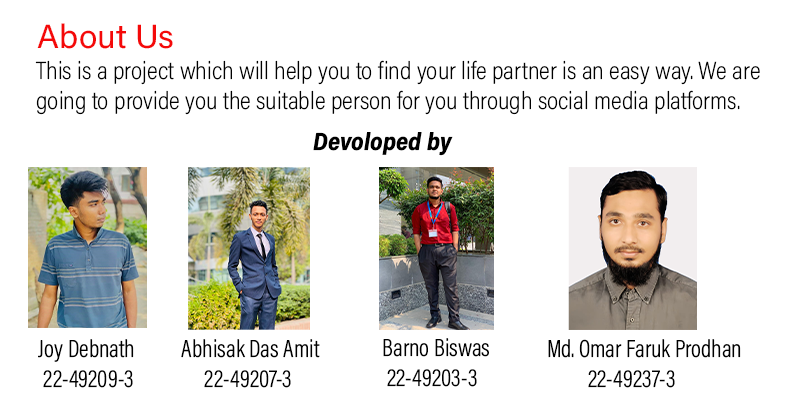 About Us
This is a project which will help you to find your life partner is an easy way. We are
going to provide you the suitable person for you through social media platforms.
Devoloped by
Joy Debnath Abhisak Das Amit Barno Biswas Md. Omar Faruk Prodhan
22-49209-3 22-49207-3 22-49203-3 22-49237-3